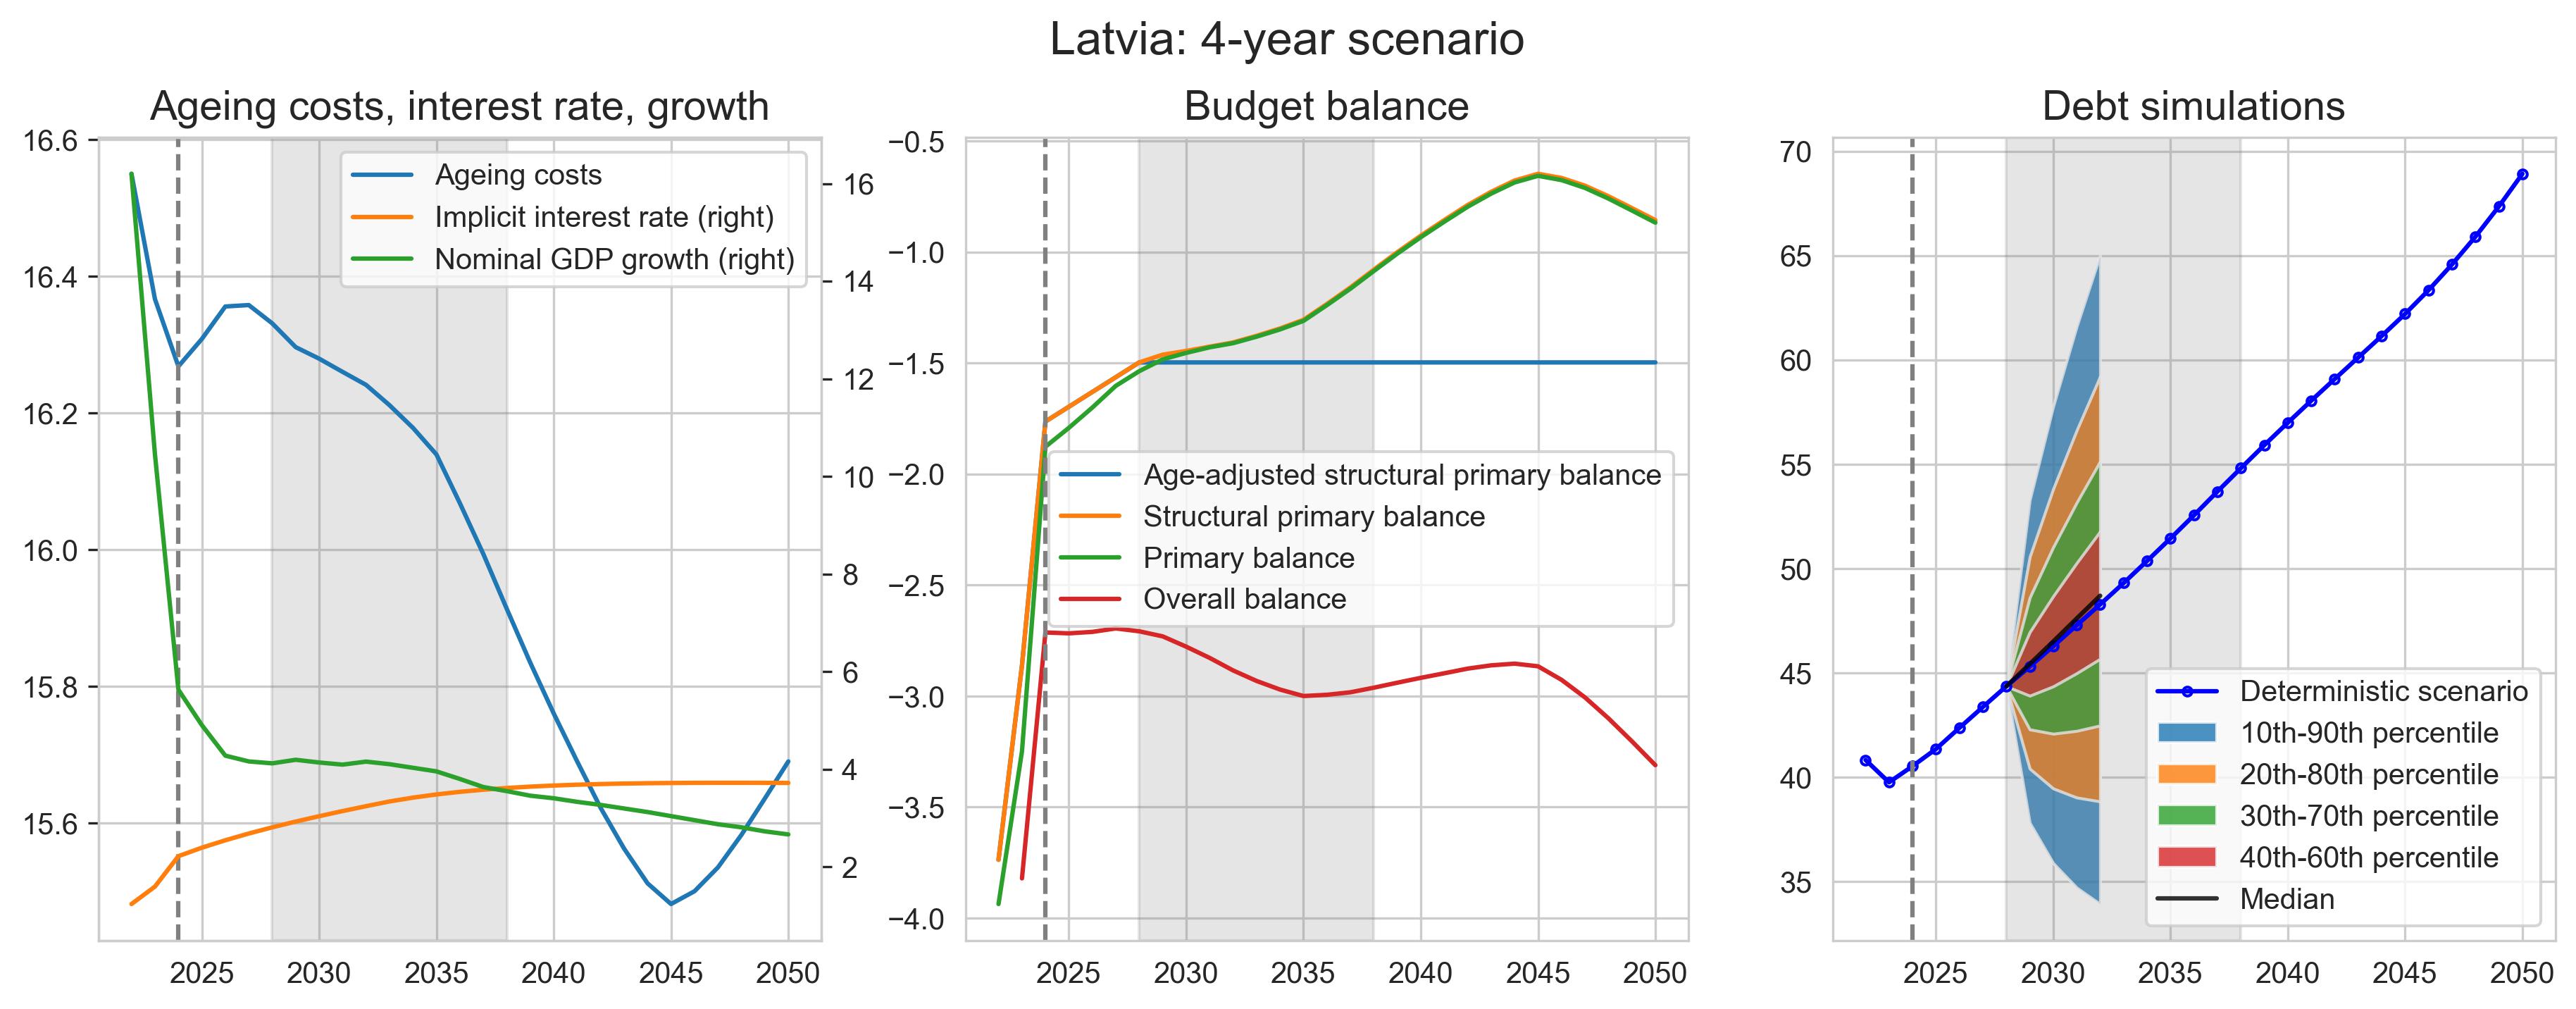 Latvia: 4-year scenario
Ageing costs, interest rate, growth
16.6
16.4
16.2
16.0
15.8
15.6
16
14
12
10
8
6
4
2
2025
2030
2035
2040
2045
2050
Ageing costs
Implicit interest rate (right)
Nominal GDP growth (right)
Budget balance
−0.5
−1.0
−1.5
−2.0
−2.5
−3.0
−3.5
−4.0
2025
2030
2035
2040
2045
2050
Age-adjusted structural primary balance
Structural primary balance
Primary balance
Overall balance
Debt simulations
70
65
60
55
50
45
40
35
2025
2030
2035
2040
2045
2050
Deterministic scenario
10th-90th percentile
20th-80th percentile
30th-70th percentile
40th-60th percentile
Median